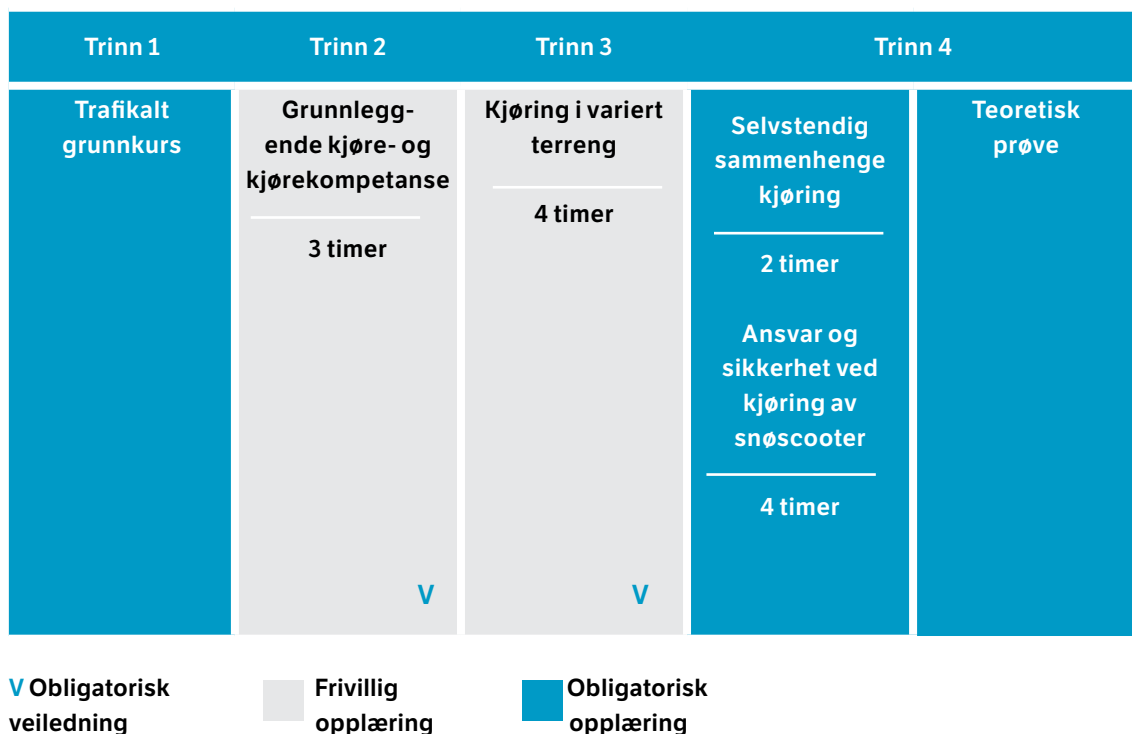 Trinn 1
Trinn 2
Trinn 3
Trinn 4
Trafikalt
grunnkurs
Grunnlegg-
ende kjøre- og
kjørekompetanse
3 timer
V
Kjøring i variert
terreng
4 timer
V
Selvstendig
sammenhenge
kjøring
2 timer
Ansvar og
sikkerhet ved
kjøring av
snøscooter
4 timer
Teoretisk
prøve
V Obligatorisk
veiledning
Frivillig
opplæring
Obligatorisk
opplæring